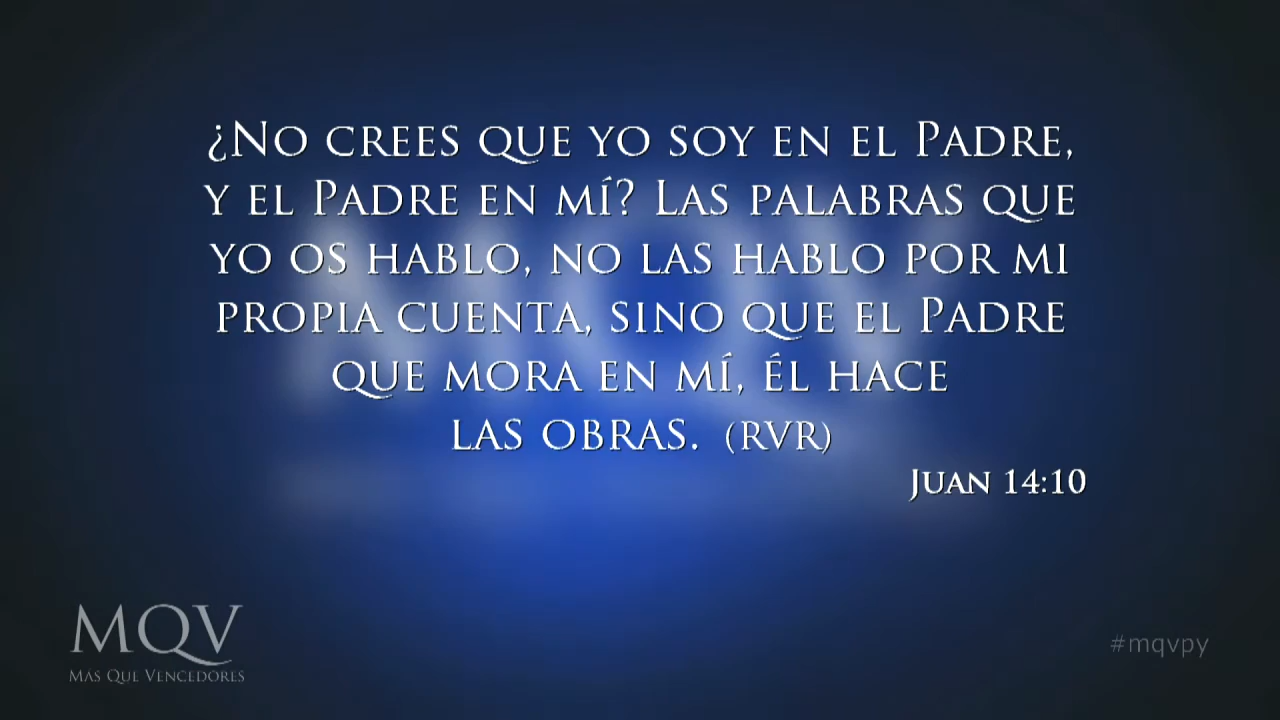 ¿No crees que yo soy en el Padre,
y el Padre en mí? Las palabras que
yo os hablo, no las hablo por mi
propia cuenta, sino que el Padre
que mora en mí, Él hace
las obras. (RVR)
Juan 14:10
MQV
Más Que Vencedores
#mqvpy